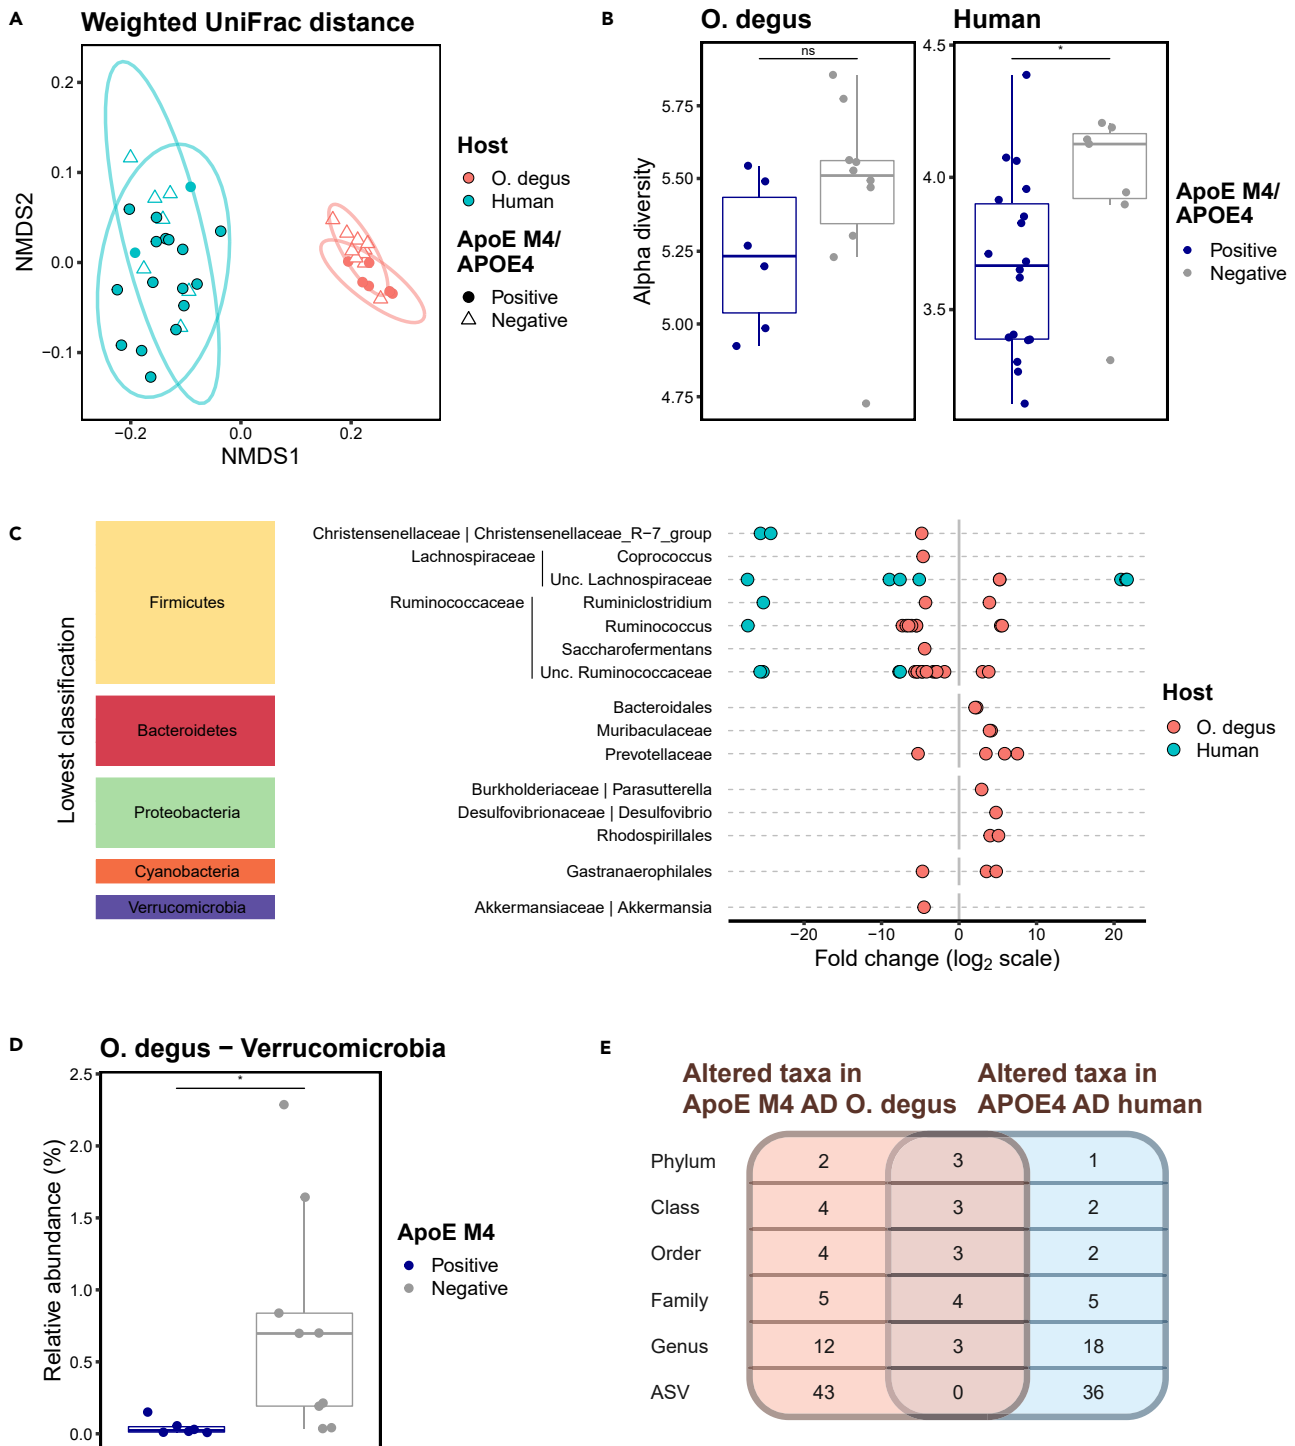 A
Weighted UniFrac distance
NMDS2
0.2
0.1
0.0
−0.1
−0.2
0.0
0.2
NMDS1
Host
O. degus
Human
ApoE M4/
APOE4
Positive
Negative
B
O. degus
Human
Alpha diversity
ns
5.75
5.50
5.25
5.00
4.75
*
4.5
4.0
3.5
ApoE M4/
APOE4
Positive
Negative
C
Lowest classification
Firmicutes
Bacteroidetes
Proteobacteria
Cyanobacteria
Verrucomicrobia
Christensenellaceae | Christensenellaceae_R−7_group
Lachnospiraceae
Coprococcus
Unc. Lachnospiraceae
Ruminococcaceae
Ruminiclostridium
Ruminococcus
Saccharofermentans
Unc. Ruminococcaceae
Bacteroidales
Muribaculaceae
Prevotellaceae
Burkholderiaceae | Parasutterella
Desulfovibrionaceae | Desulfovibrio
Rhodospirillales
Gastranaerophilales
Akkermansiaceae | Akkermansia
−20
−10
0
10
20
Fold change (log₂ scale)
Host
O. degus
Human
D
O. degus − Verrucomicrobia
Relative abundance (%)
*
2.5
2.0
1.5
1.0
0.5
0.0
ApoE M4
Positive
Negative
E
Altered taxa in
ApoE M4 AD O. degus
Altered taxa in
APOE4 AD human
Phylum 2 3 1
Class 4 3 2
Order 4 3 2
Family 5 4 5
Genus 12 3 18
ASV 43 0 36